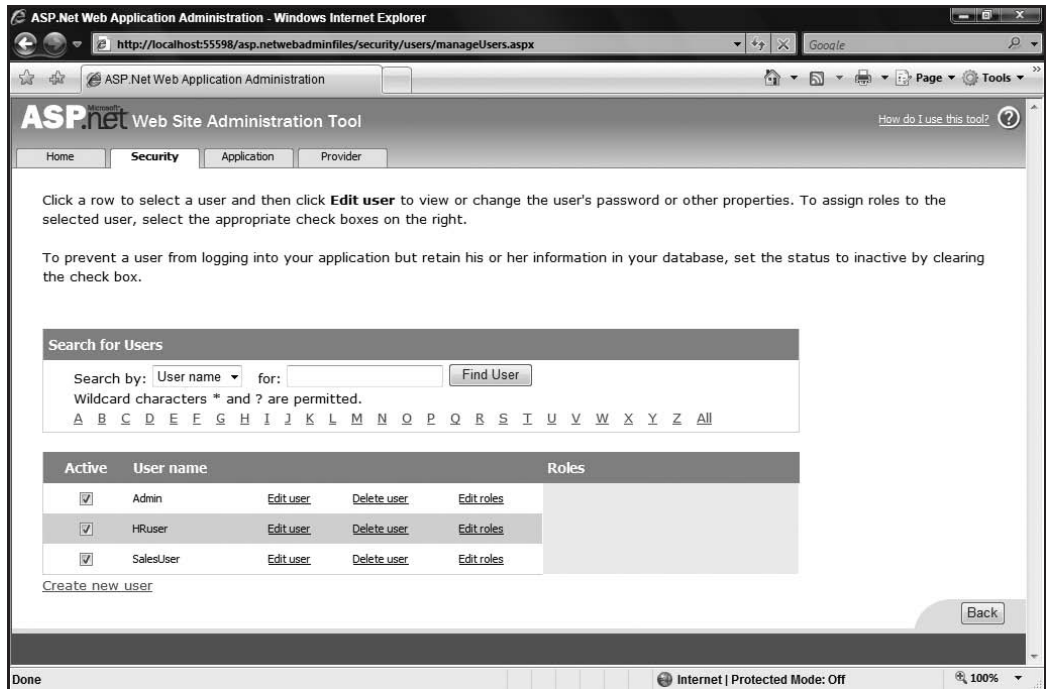 ASP.Net Web Application Administration - Windows Internet Explorer
http://localhost:55598/asp.netwebadminfiles/security/users/manageUsers.aspx
Google
ASP.Net Web Application Administration
Page
Tools
»
Microsoft
ASP.net Web Site Administration Tool
How do I use this tool? ?
Home Security Application Provider
Click a row to select a user and then click Edit user to view or change the user's password or other properties. To assign roles to the
selected user, select the appropriate check boxes on the right.
To prevent a user from logging into your application but retain his or her information in your database, set the status to inactive by clearing
the check box.
Search for Users
Search by: User name for: Find User
Wildcard characters * and ? are permitted.
A B C D E F G H I J K L M N O P Q R S T U V W X Y Z All
Active User name Roles
Admin Edit user Delete user Edit roles
HRuser Edit user Delete user Edit roles
SalesUser Edit user Delete user Edit roles
Create new user
Back
Done
Internet | Protected Mode: Off
100%